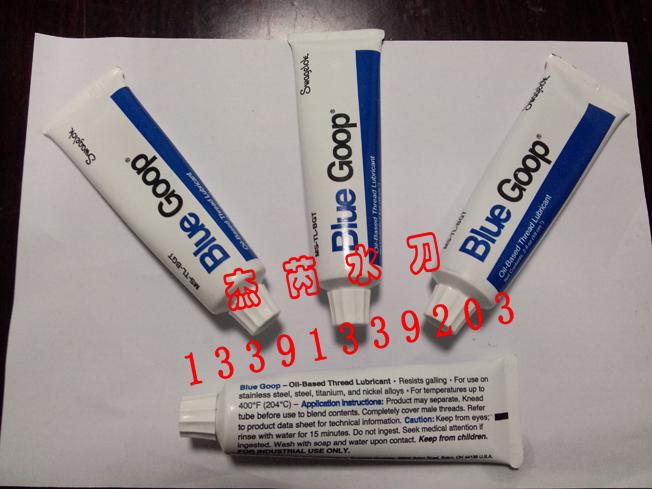 Swagelok
Blue Goop®
Oil-Based Thread Lubricant
MS-TL-BGT
Swagelok
Blue Goop®
Oil-Based Thread Lubricant
MS-TL-BGT
Swagelok
Blue Goop®
Oil-Based Thread Lubricant
MS-TL-BGT
杰芮水刀
13391339203
Blue Goop – Oil-Based Thread Lubricant • Resists galling • For use on
stainless steel, steel, titanium, and nickel alloys • For temperatures up to
400°F (204°C) – Application Instructions: Product may separate. Knead
tube before use to blend contents. Completely cover male threads. Refer
to product data sheet for technical information. Caution: Keep from eyes;
rinse with water for 15 minutes. Do not ingest. Seek medical attention if
ingested. Wash with soap and water upon contact. Keep from children.
FOR INDUSTRIAL USE ONLY.